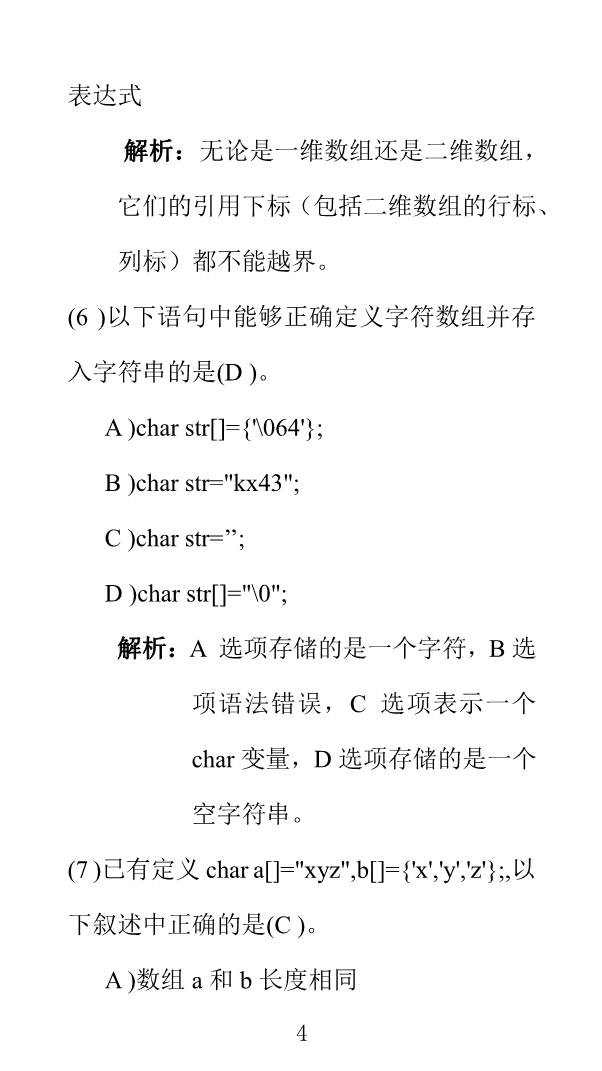 表达式
解析：无论是一维数组还是二维数组，
它们的引用下标（包括二维数组的行标、
列标）都不能越界。
(6 )以下语句中能够正确定义字符数组并存
入字符串的是(D )。
A )char str[]={'\064'};
B )char str="kx43";
C )char str=’’;
D )char str[]="\0";
解析：A 选项存储的是一个字符，B 选
项语法错误，C 选项表示一个
char 变量，D 选项存储的是一个
空字符串。
(7 )已有定义 char a[]="xyz",b[]={'x','y','z'};,以
下叙述中正确的是(C )。
A )数组 a 和 b 长度相同
4